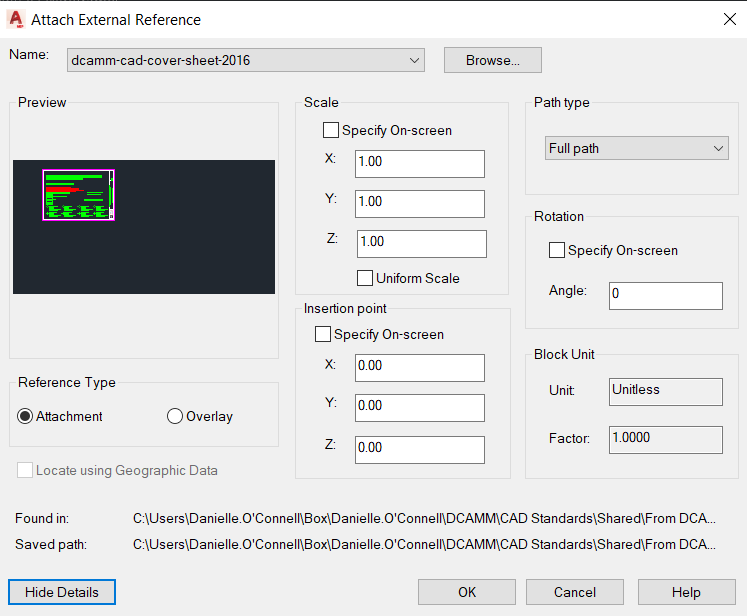 Attach External Reference
Name:
dcamm-cad-cover-sheet-2016
Browse...
Preview
Scale
Specify On-screen
X:
1.00
Y:
1.00
Z:
1.00
Uniform Scale
Path type
Full path
Rotation
Specify On-screen
Angle:
0
Insertion point
Specify On-screen
X:
0.00
Y:
0.00
Z:
0.00
Block Unit
Unit:
Unitless
Factor:
1.0000
Reference Type
Attachment
Overlay
Locate using Geographic Data
Found in:
C:\Users\Danielle.O'Connell\Box\Danielle.O'Connell\DCAMM\CAD Standards\Shared\From DCA...
Saved path:
C:\Users\Danielle.O'Connell\Box\Danielle.O'Connell\DCAMM\CAD Standards\Shared\From DCA...
Hide Details
OK
Cancel
Help